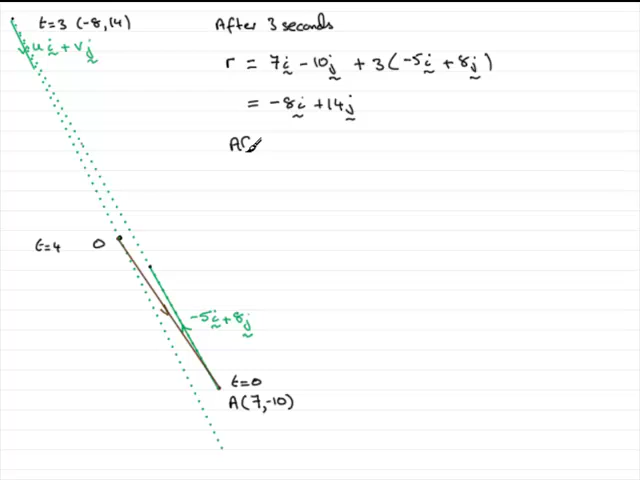 t=3 (-8,14)
ui + vj
After 3 seconds
r = 7i - 10j + 3(-5i + 8j)
= -8i + 14j
t=4 O
-5i + 8j
t=0
A(7,-10)